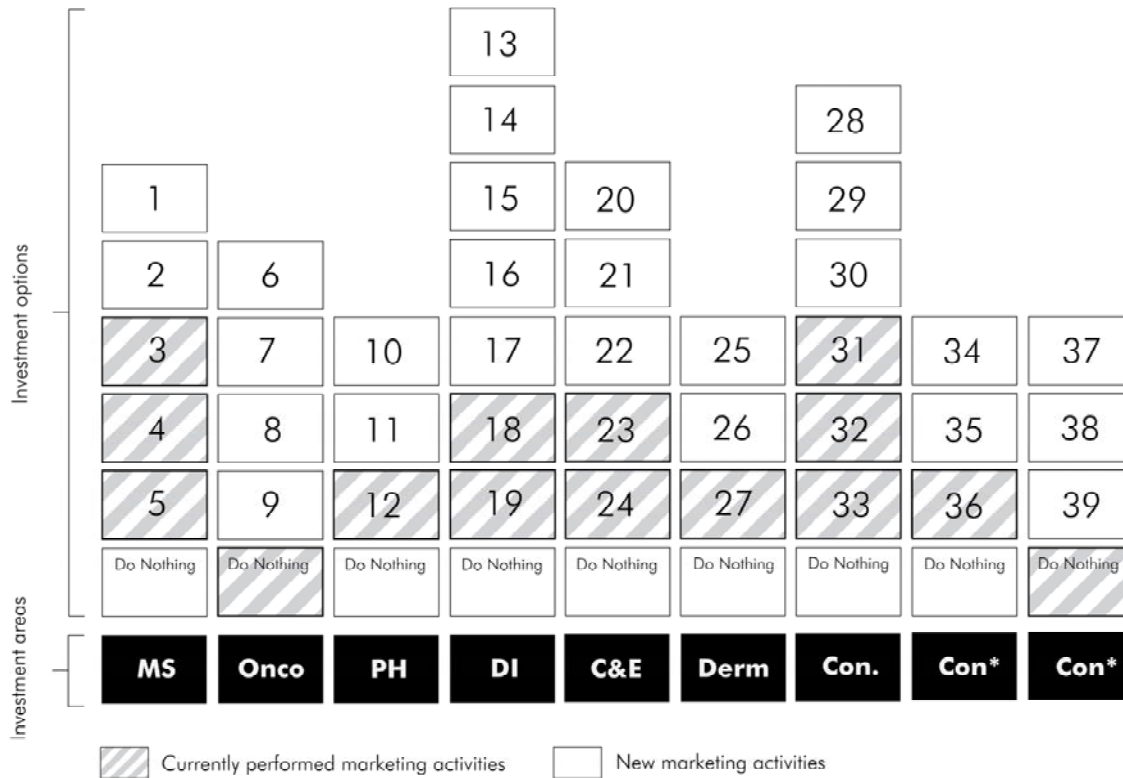 13
14 28
1 15 20 29
2 6 16 21 30
3 7 10 17 22 25 31 34 37
4 8 11 18 23 26 32 35 38
5 9 12 19 24 27 33 36 39
Do Nothing Do Nothing Do Nothing Do Nothing Do Nothing Do Nothing Do Nothing Do Nothing Do Nothing
MS Onco PH DI C&E Derm Con. Con* Con*
Investment options
Investment areas
Currently performed marketing activities
New marketing activities